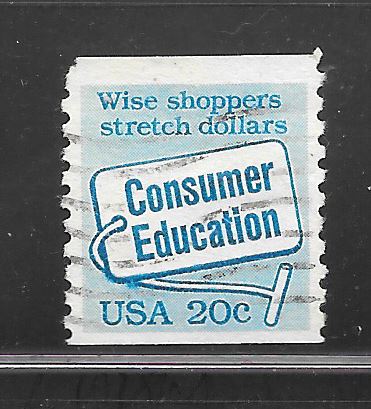 Wise shoppers
stretch dollars
Consumer
Education
USA 20c